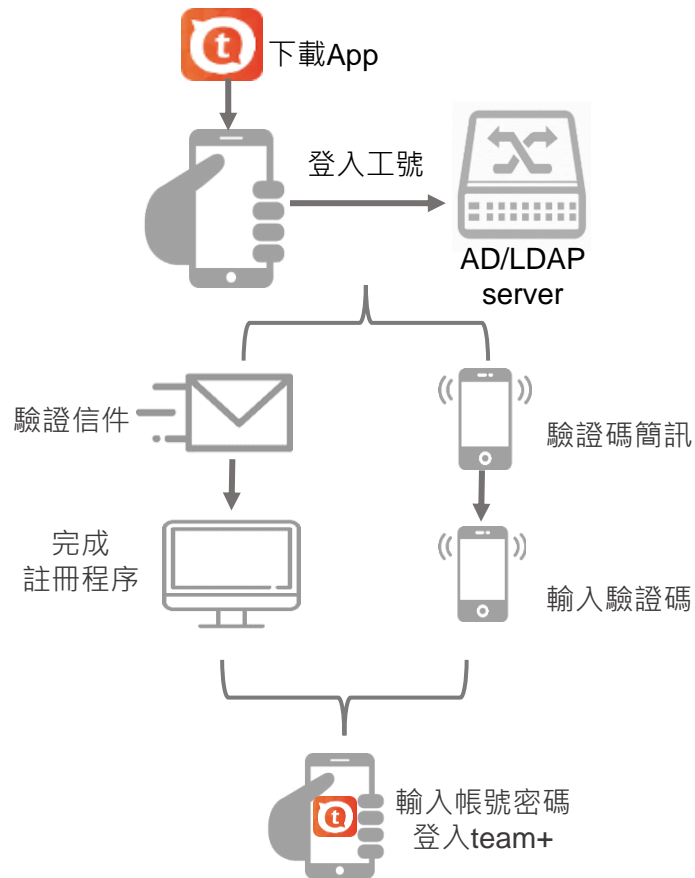 下載App
登入工號
AD/LDAP
server
驗證信件
驗證碼簡訊
完成
註冊程序
輸入驗證碼
輸入帳號密碼
登入team+